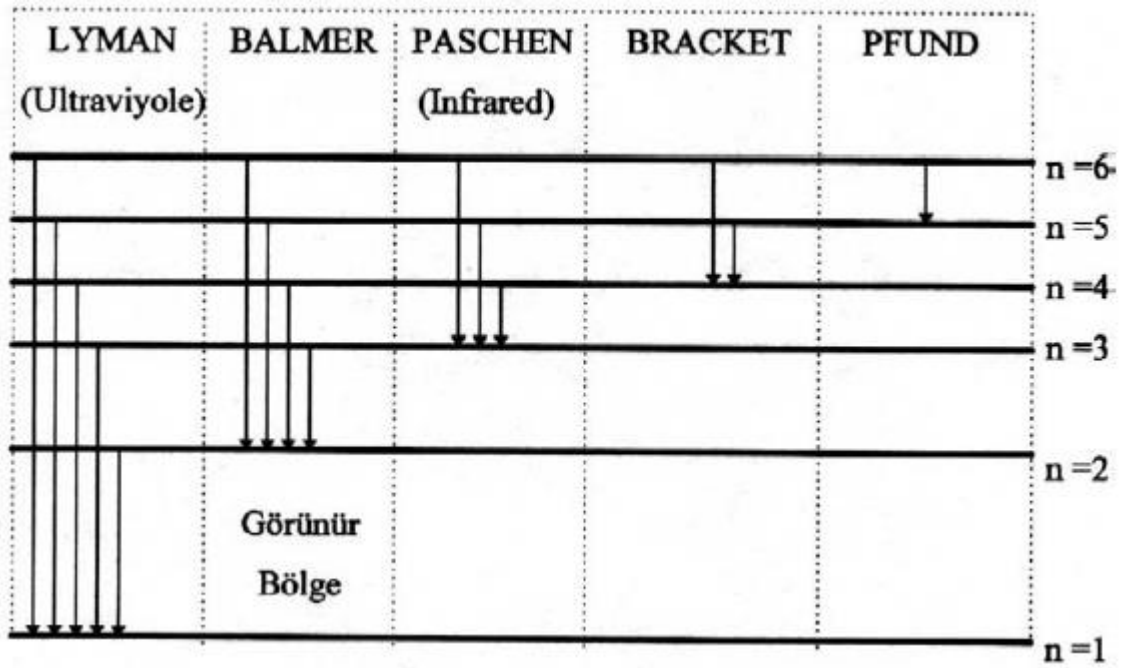 LYMAN BALMER PASCHEN BRACKET PFUND
(Ultraviyole) (Infrared)
n =6
n =5
n =4
n =3
n =2
Görünür
Bölge
n =1